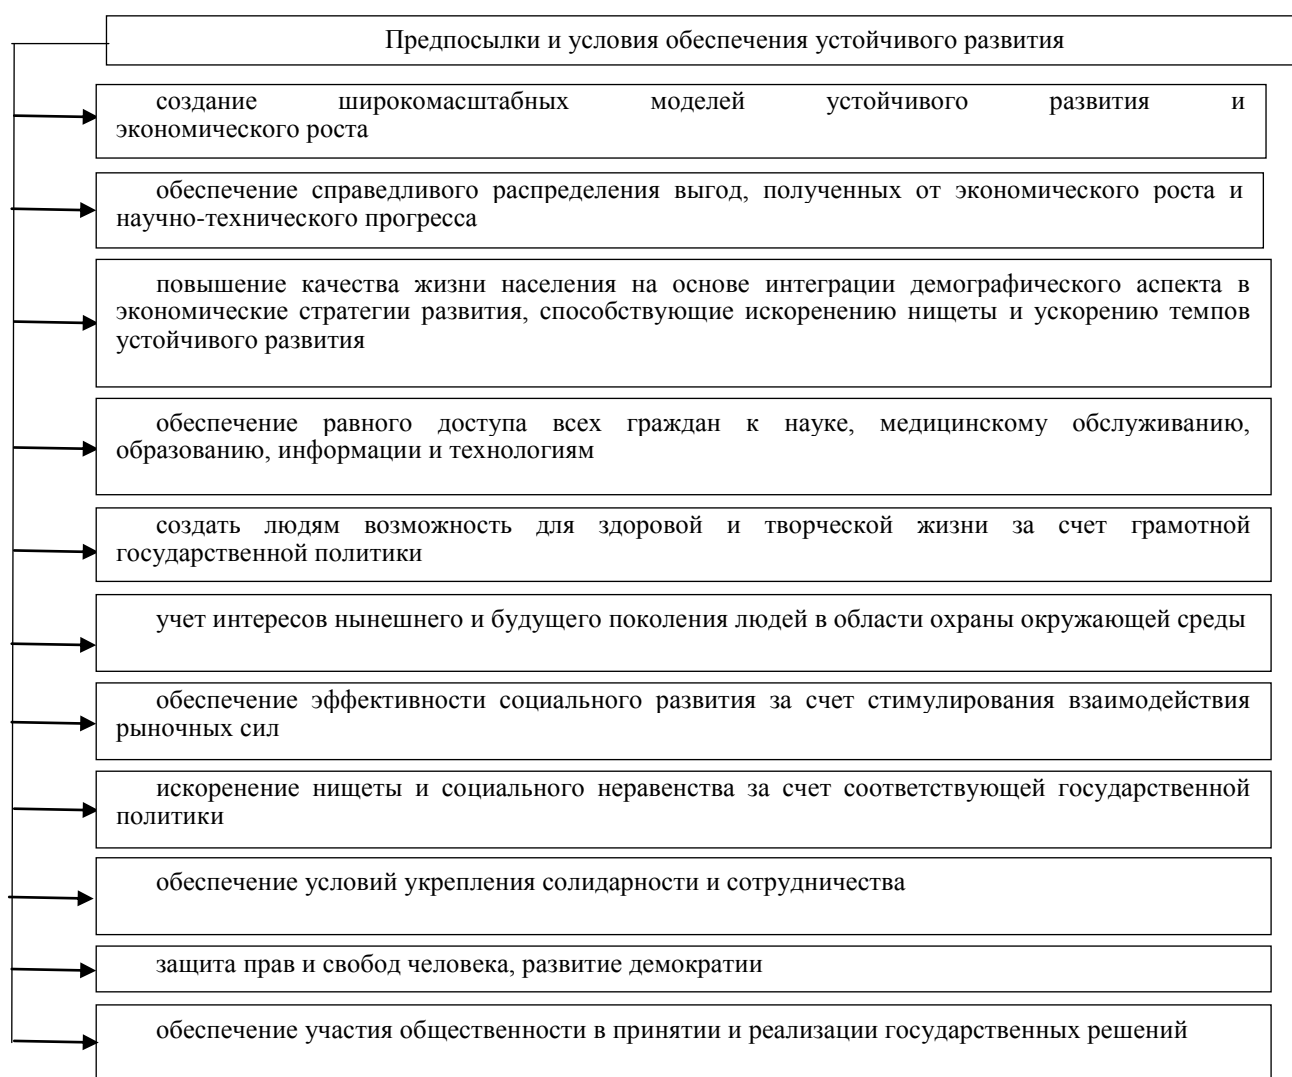 Предпосылки и условия обеспечения устойчивого развития
создание широкомасштабных моделей устойчивого развития и
экономического роста
обеспечение справедливого распределения выгод, полученных от экономического роста и
научно-технического прогресса
повышение качества жизни населения на основе интеграции демографического аспекта в
экономические стратегии развития, способствующие искоренению нищеты и ускорению темпов
устойчивого развития
обеспечение равного доступа всех граждан к науке, медицинскому обслуживанию,
образованию, информации и технологиям
создать людям возможность для здоровой и творческой жизни за счет грамотной
государственной политики
учет интересов нынешнего и будущего поколения людей в области охраны окружающей среды
обеспечение эффективности социального развития за счет стимулирования взаимодействия
рыночных сил
искоренение нищеты и социального неравенства за счет соответствующей государственной
политики
обеспечение условий укрепления солидарности и сотрудничества
защита прав и свобод человека, развитие демократии
обеспечение участия общественности в принятии и реализации государственных решений